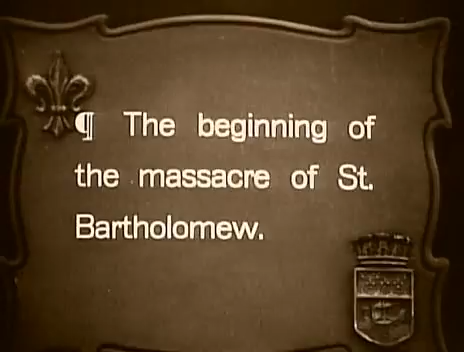 ¶ The beginning of
the massacre of St.
Bartholomew.